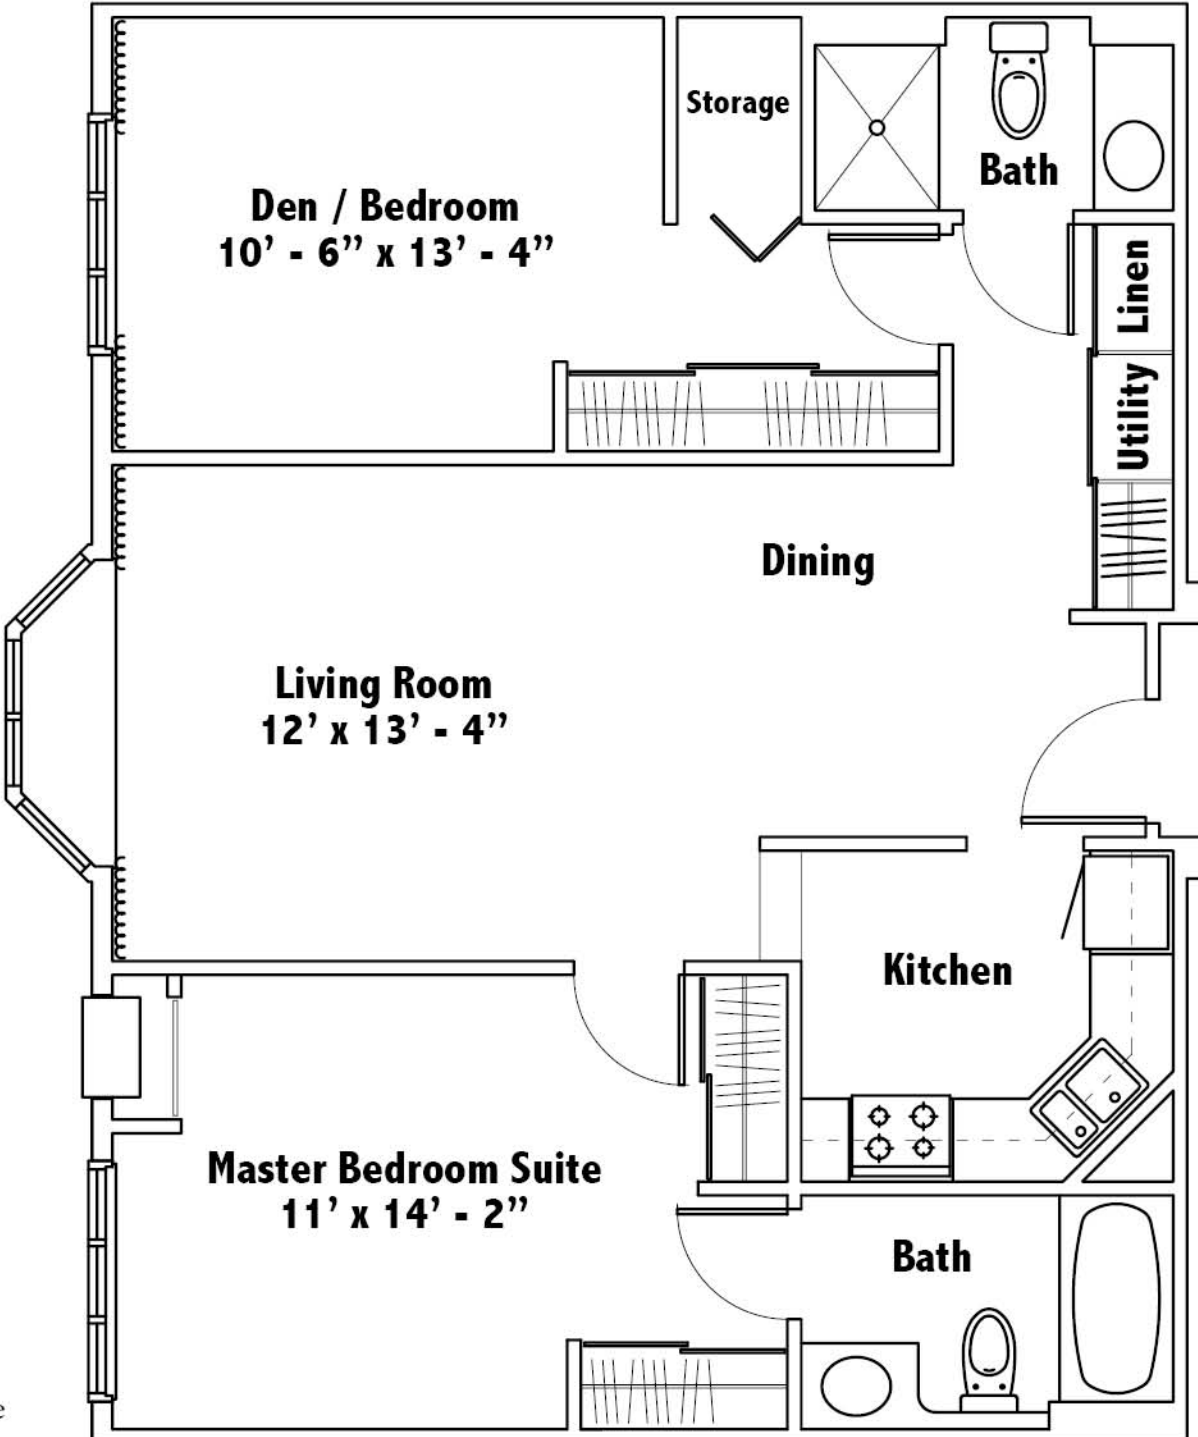 Storage
Bath
Den / Bedroom
10’ - 6” x 13’ - 4”
Linen
Utility
Dining
Living Room
12’ x 13’ - 4”
Kitchen
Master Bedroom Suite
11’ x 14’ - 2”
Bath
e